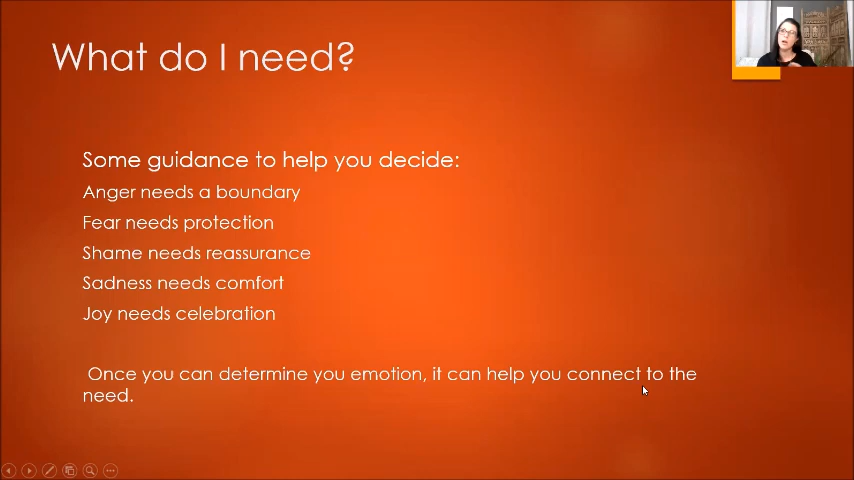 What do I need?
Some guidance to help you decide:
Anger needs a boundary
Fear needs protection
Shame needs reassurance
Sadness needs comfort
Joy needs celebration
Once you can determine you emotion, it can help you connect to the
need.